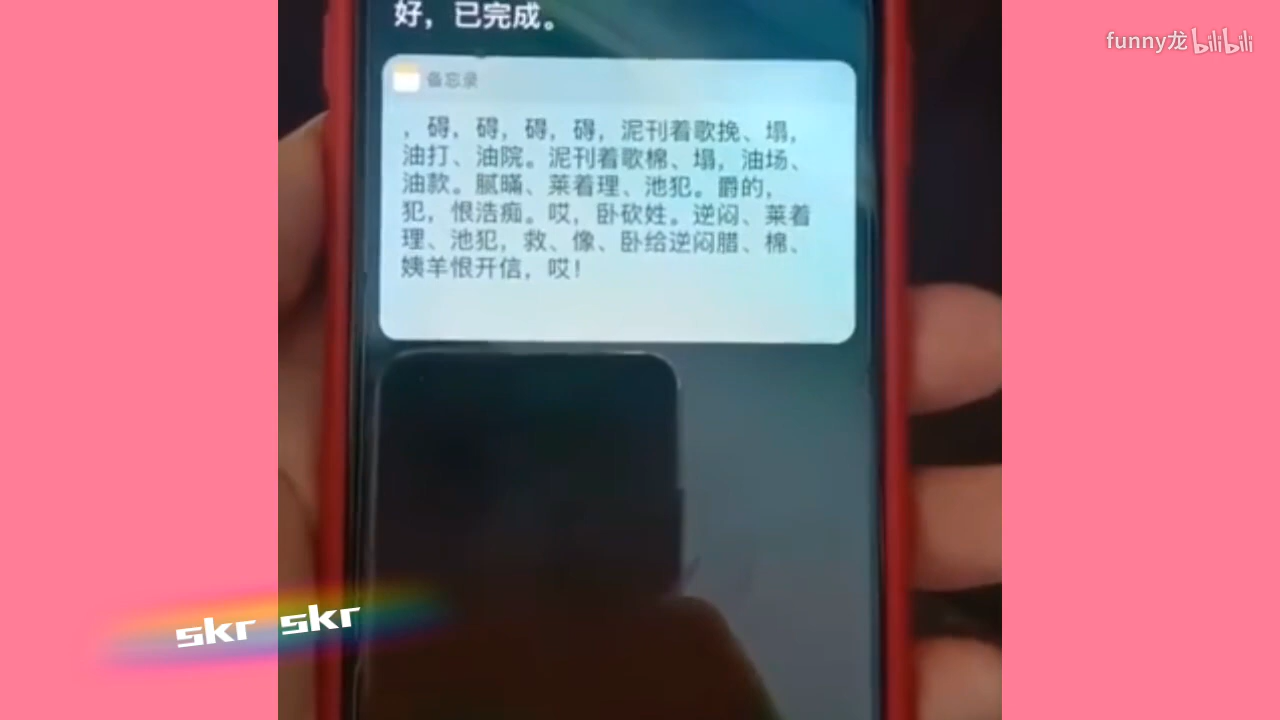 好，已完成。
funny龙 bilibili
备忘录
，碍，碍，碍，碍，泥刊着歌挽、塌，
油打、油院。泥刊着歌棉、塌，油场、
油款。腻瞒、莱着理、池犯。爵的，
犯，恨浩痴。哎，卧砍姓。逆闷、莱着
理、池犯，救、像、卧给逆闷腊、棉、
姨羊恨开信，哎！
skr skr